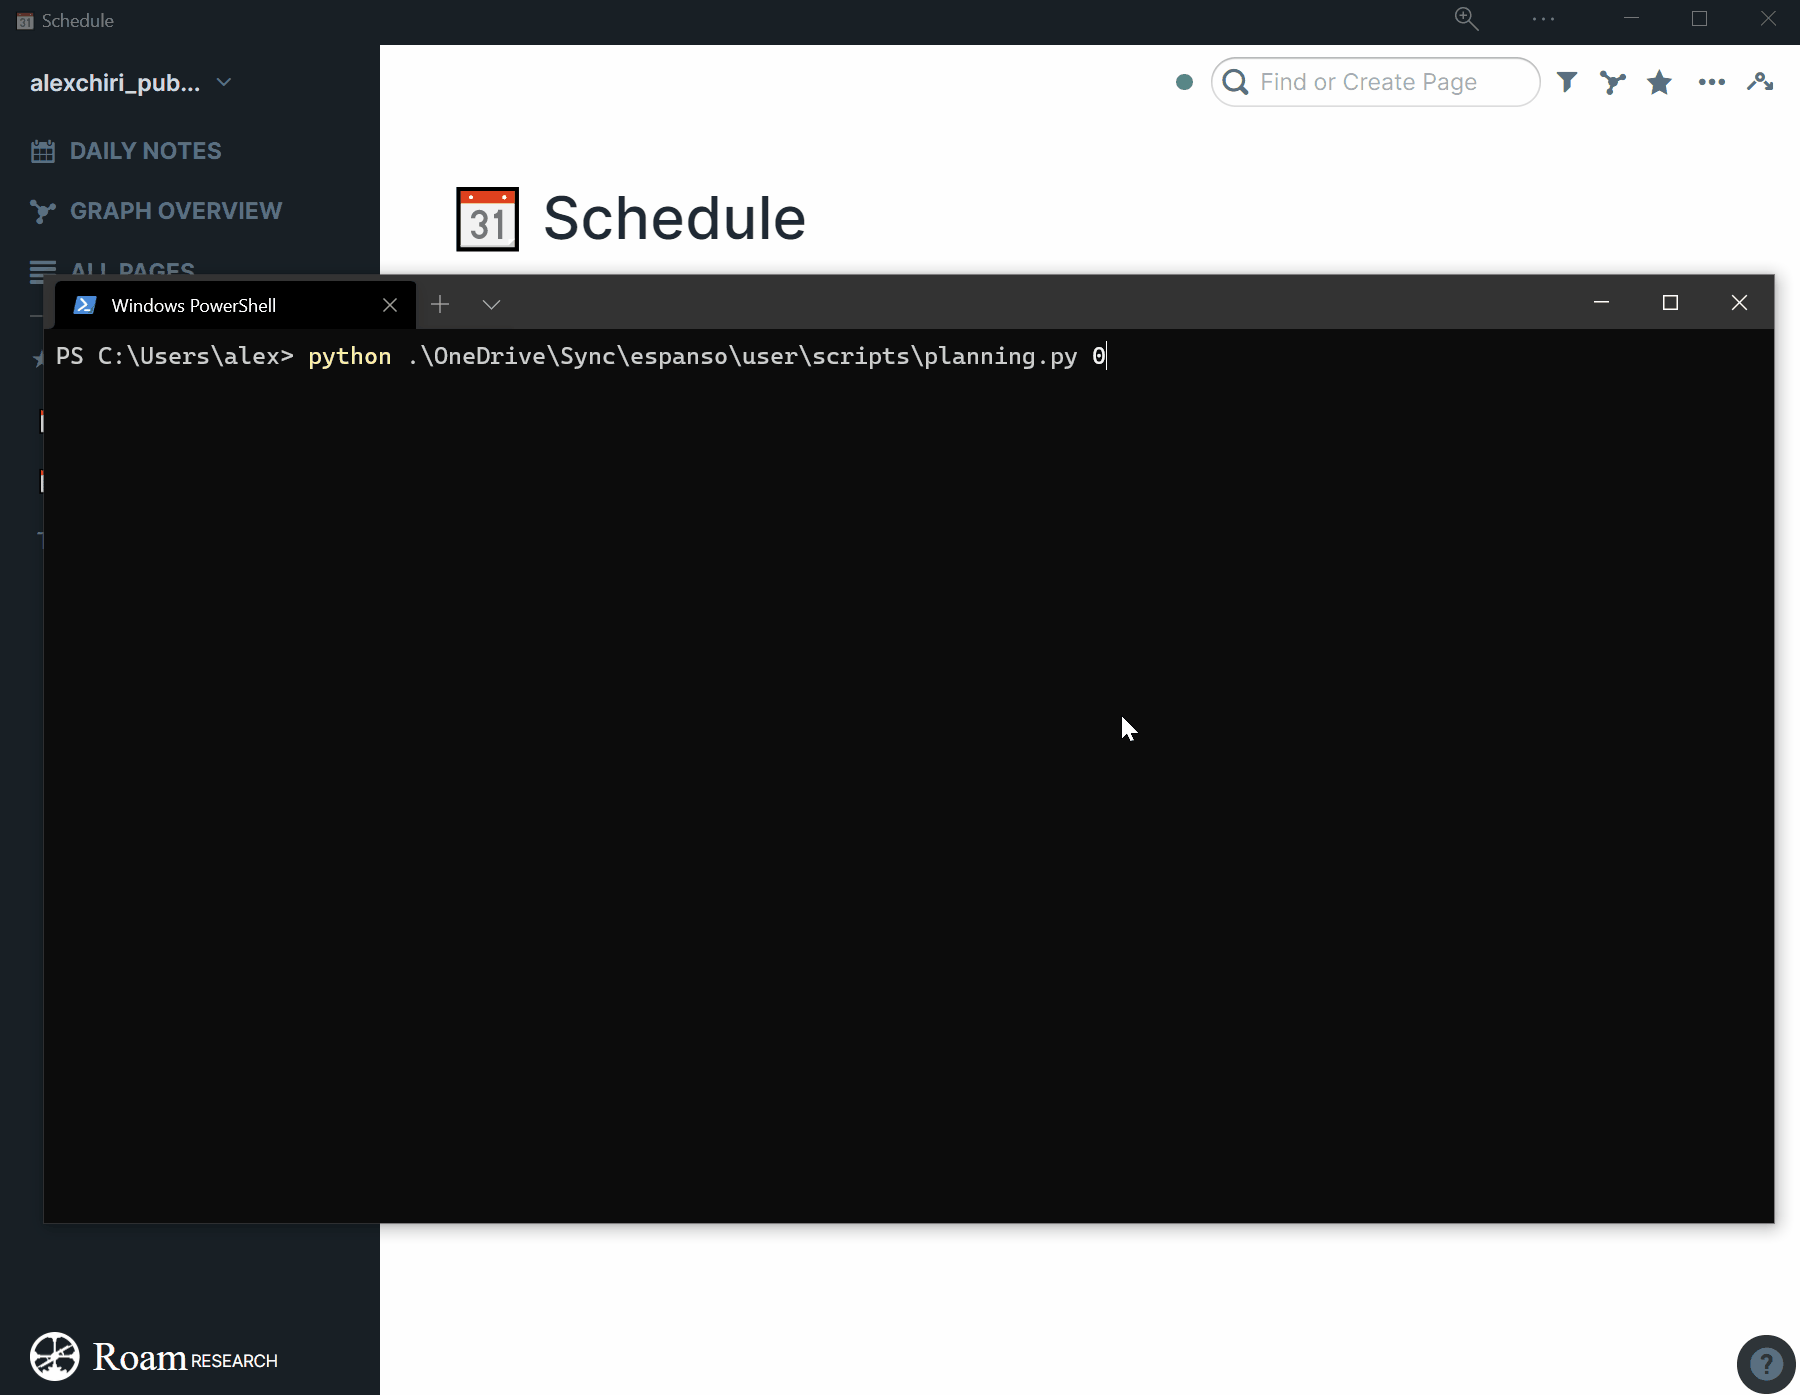 Schedule
alexchiri_pub...
Find or Create Page
DAILY NOTES
GRAPH OVERVIEW
ALL PAGES
31 Schedule
Windows PowerShell
PS C:\Users\alex> python .\OneDrive\Sync\espanso\user\scripts\planning.py 0
Roam RESEARCH
?